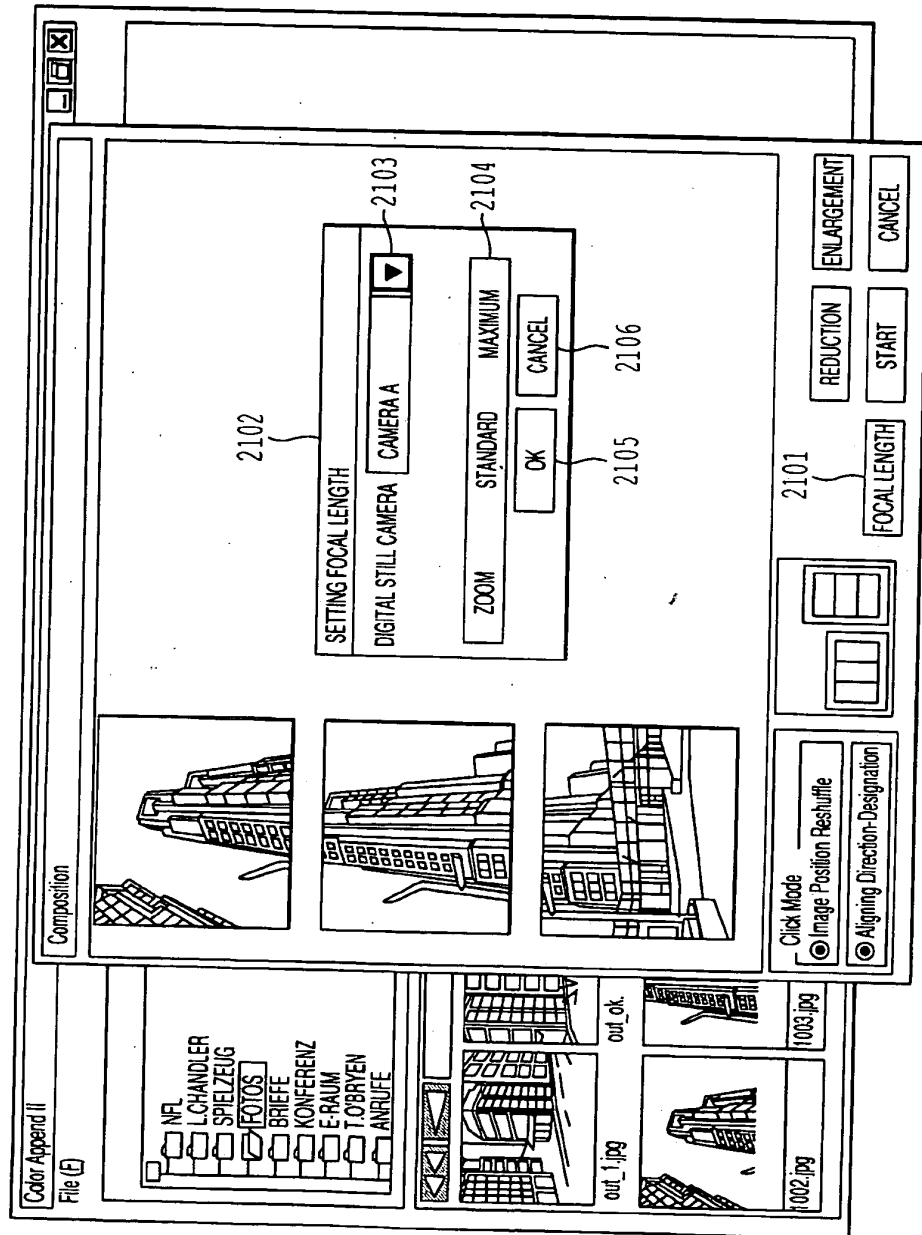 Color Append II
File (F)
NFL
L.CHANDLER
SPIELZEUG
FOTOS
BRIEFE
KONFERENZ
E-RAUM
T.O'BRYEN
ANRUFE
out_1.jpg
out_ok.
1002.jpg
1003.jpg
Composition
2102
SETTING FOCAL LENGTH
DIGITAL STILL CAMERA
CAMERA A
2103
2104
ZOOM
STANDARD
MAXIMUM
OK
CANCEL
2105
2106
Click Mode
Image Position Reshuffle
Aligning Direction-Designation
2101
FOCAL LENGTH
REDUCTION
ENLARGEMENT
START
CANCEL